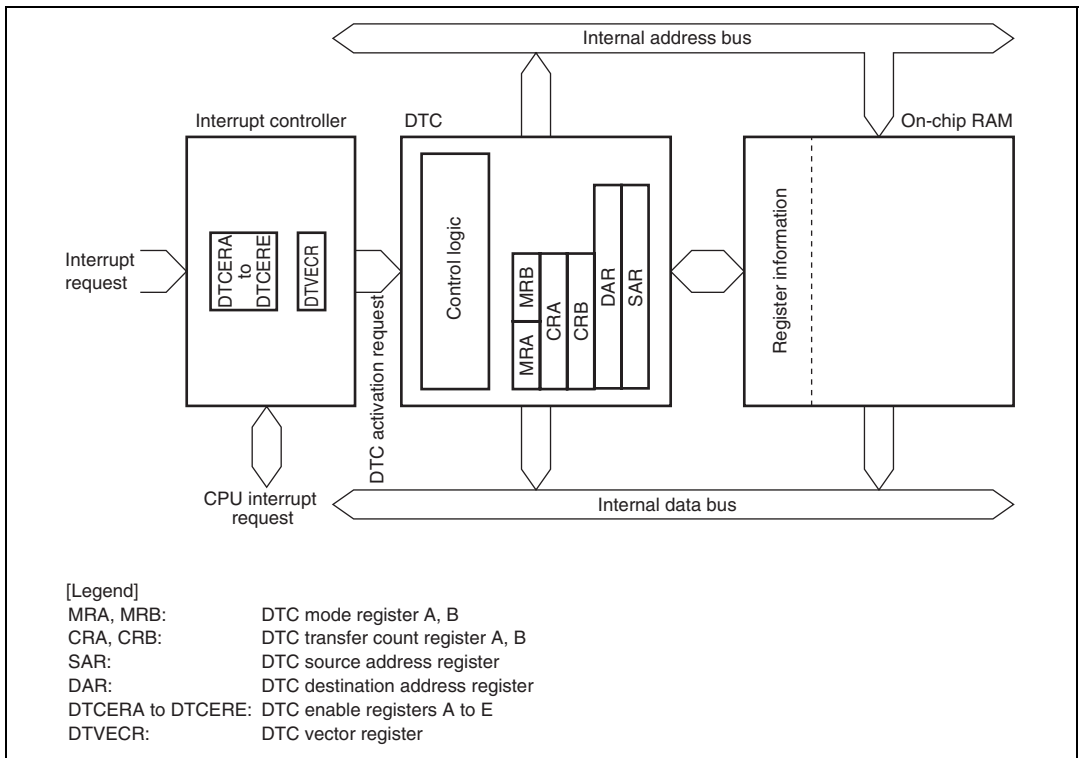 Internal address bus
Interrupt controller
DTC
On-chip RAM
Interrupt
request
DTCERA
to
DTCERE
DTVECR
DTC activation request
Control logic
MRA
MRB
CRA
CRB
DAR
SAR
Register information
CPU interrupt
request
Internal data bus
[Legend]
MRA, MRB: DTC mode register A, B
CRA, CRB: DTC transfer count register A, B
SAR: DTC source address register
DAR: DTC destination address register
DTCERA to DTCERE: DTC enable registers A to E
DTVECR: DTC vector register